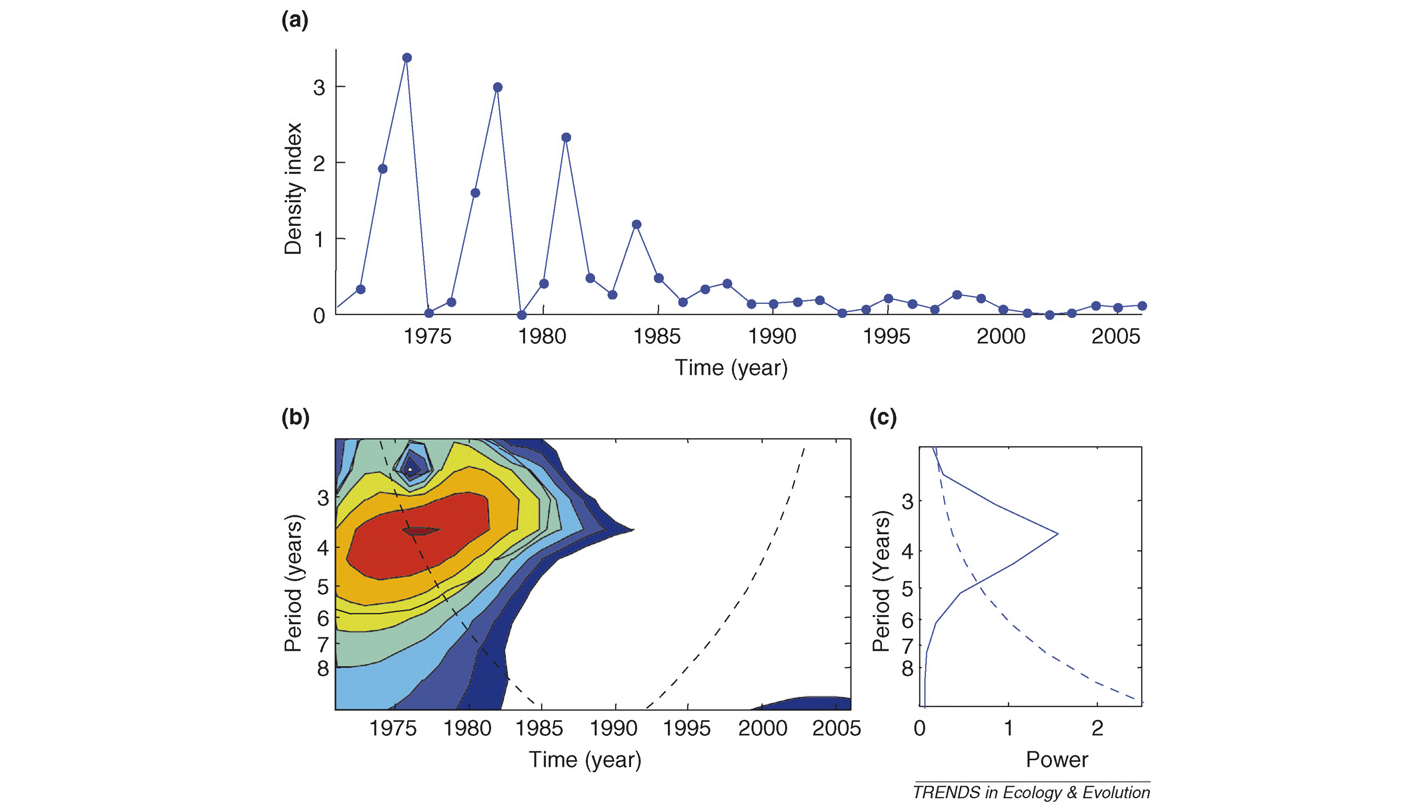 (a)
3
2
1
0
Density index
1975 1980 1985 1990 1995 2000 2005
Time (year)
(b)
3
4
5
6
7
8
Period (years)
1975 1980 1985 1990 1995 2000 2005
Time (year)
(c)
3
4
5
6
7
8
Period (Years)
0 1 2
Power
TRENDS in Ecology & Evolution